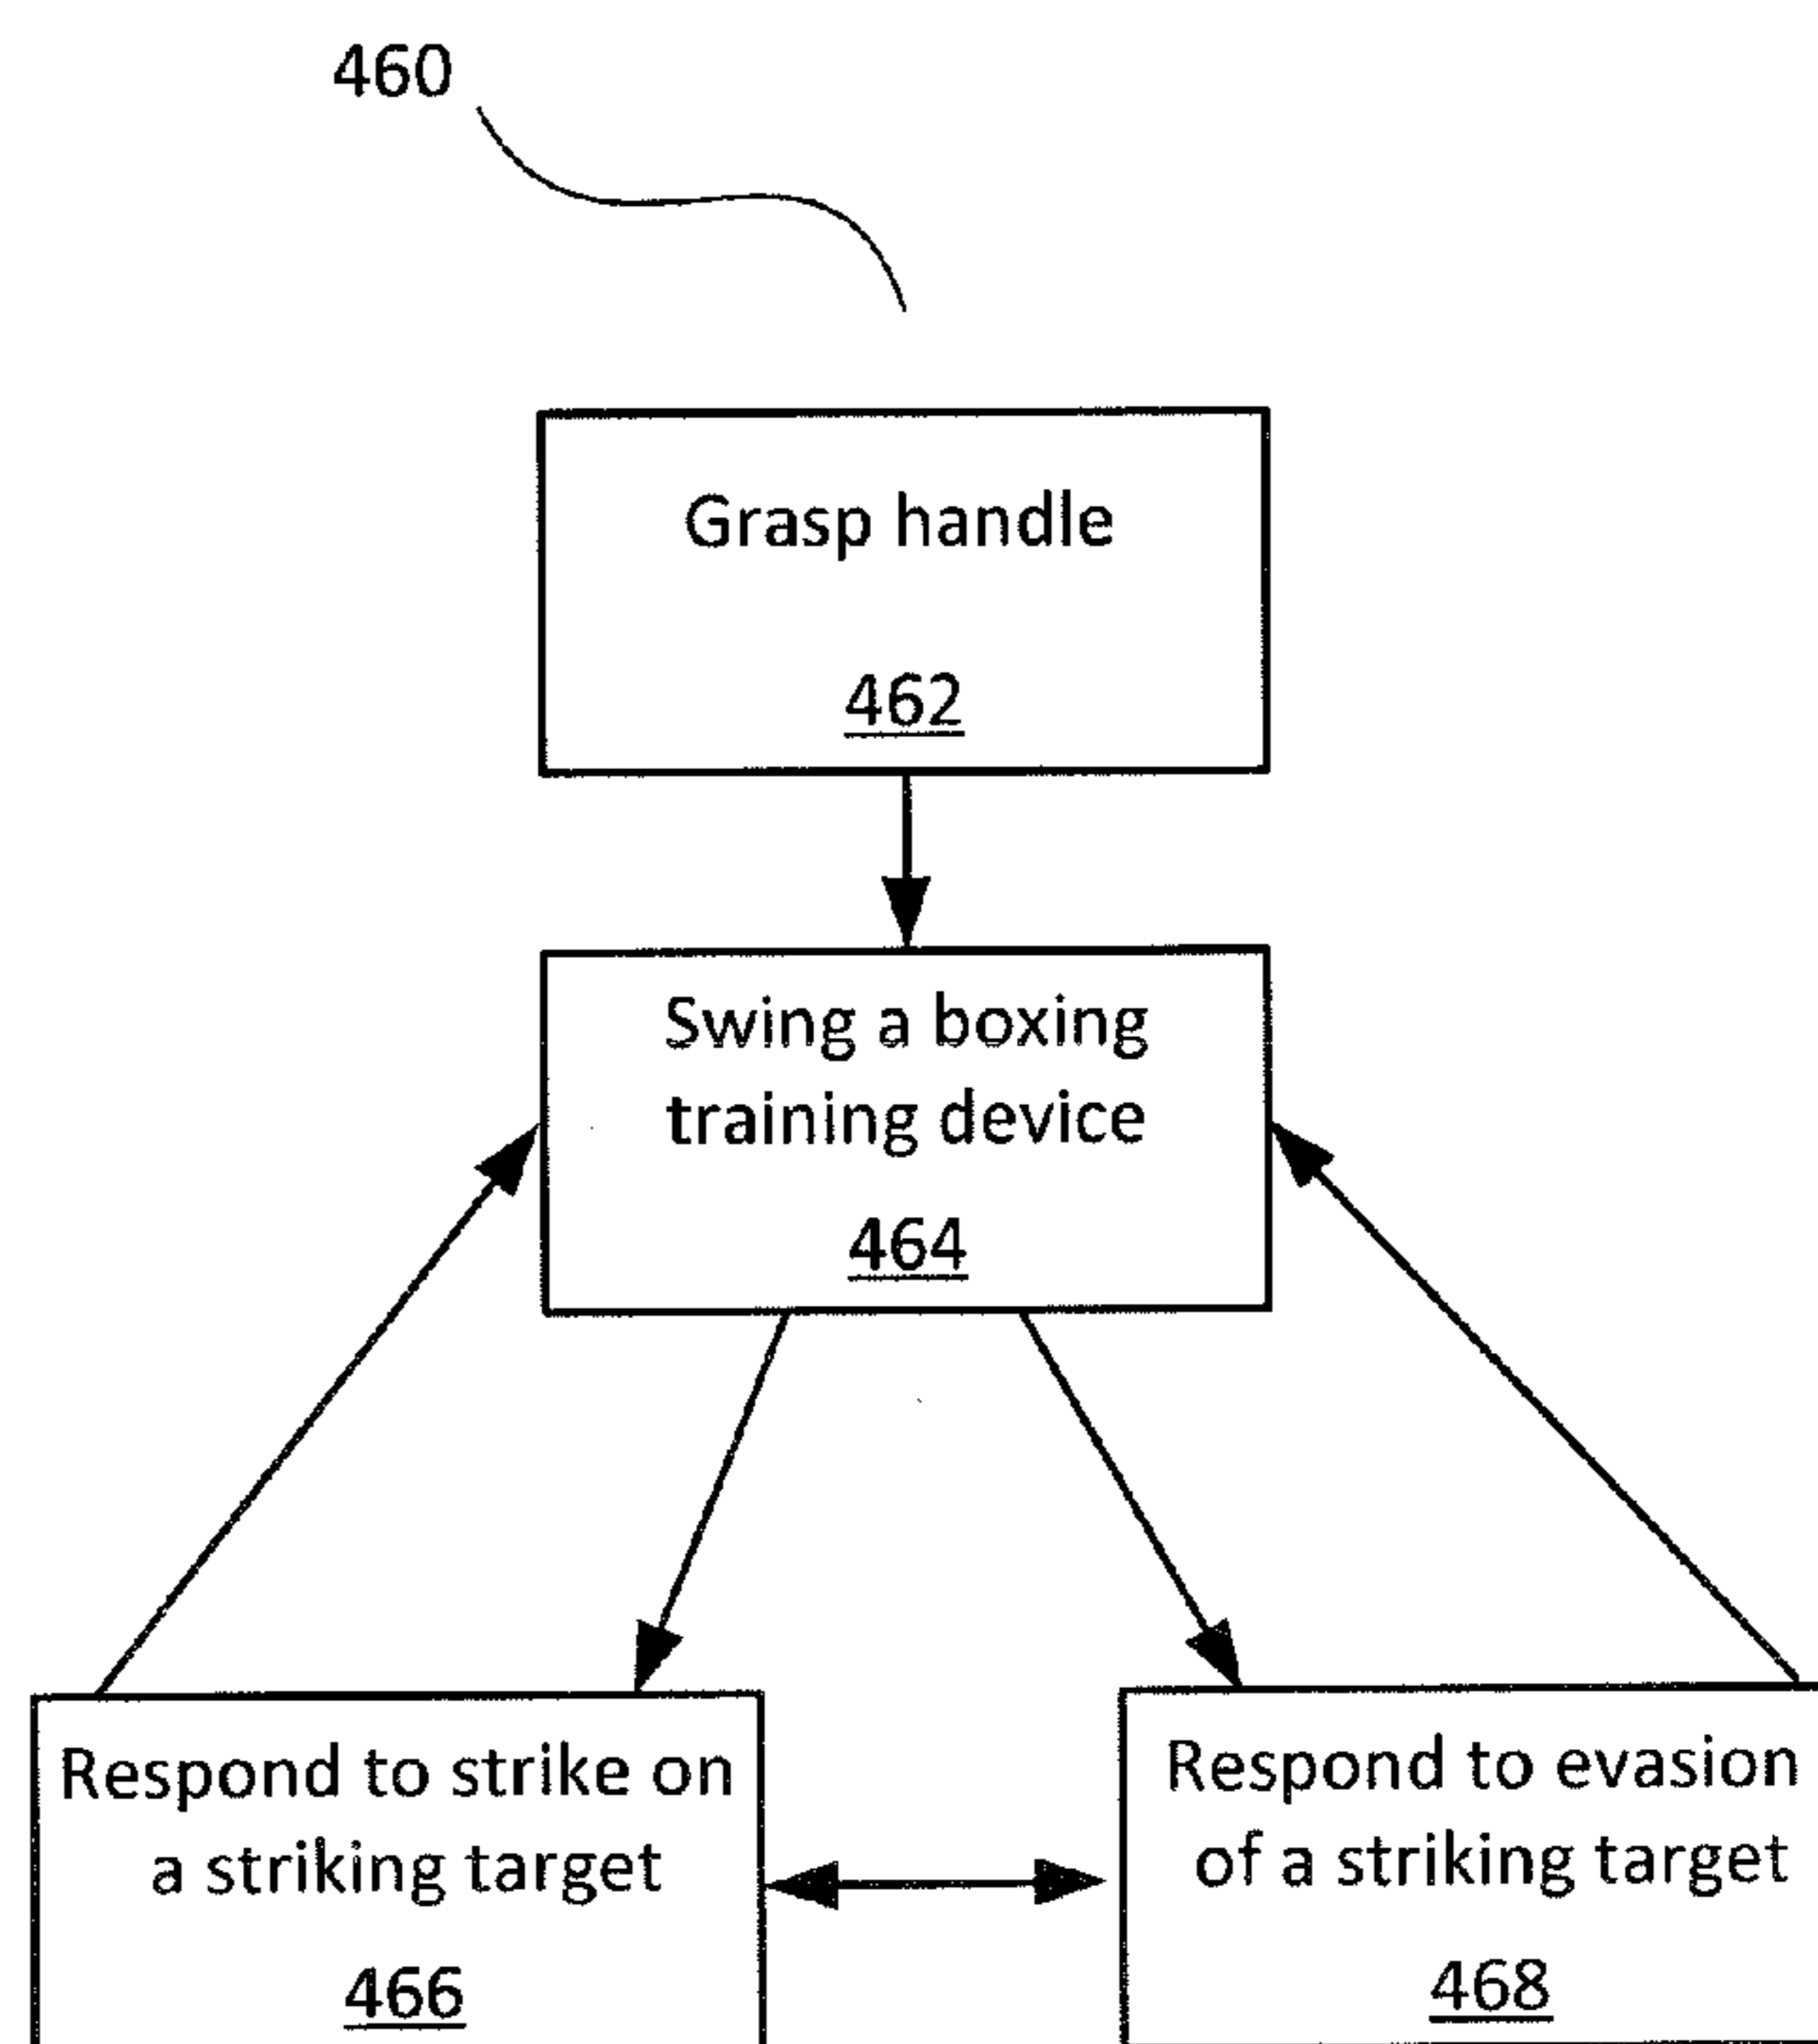 460
Grasp handle
462
Swing a boxing
training device
464
Respond to strike on
a striking target
466
Respond to evasion
of a striking target
468